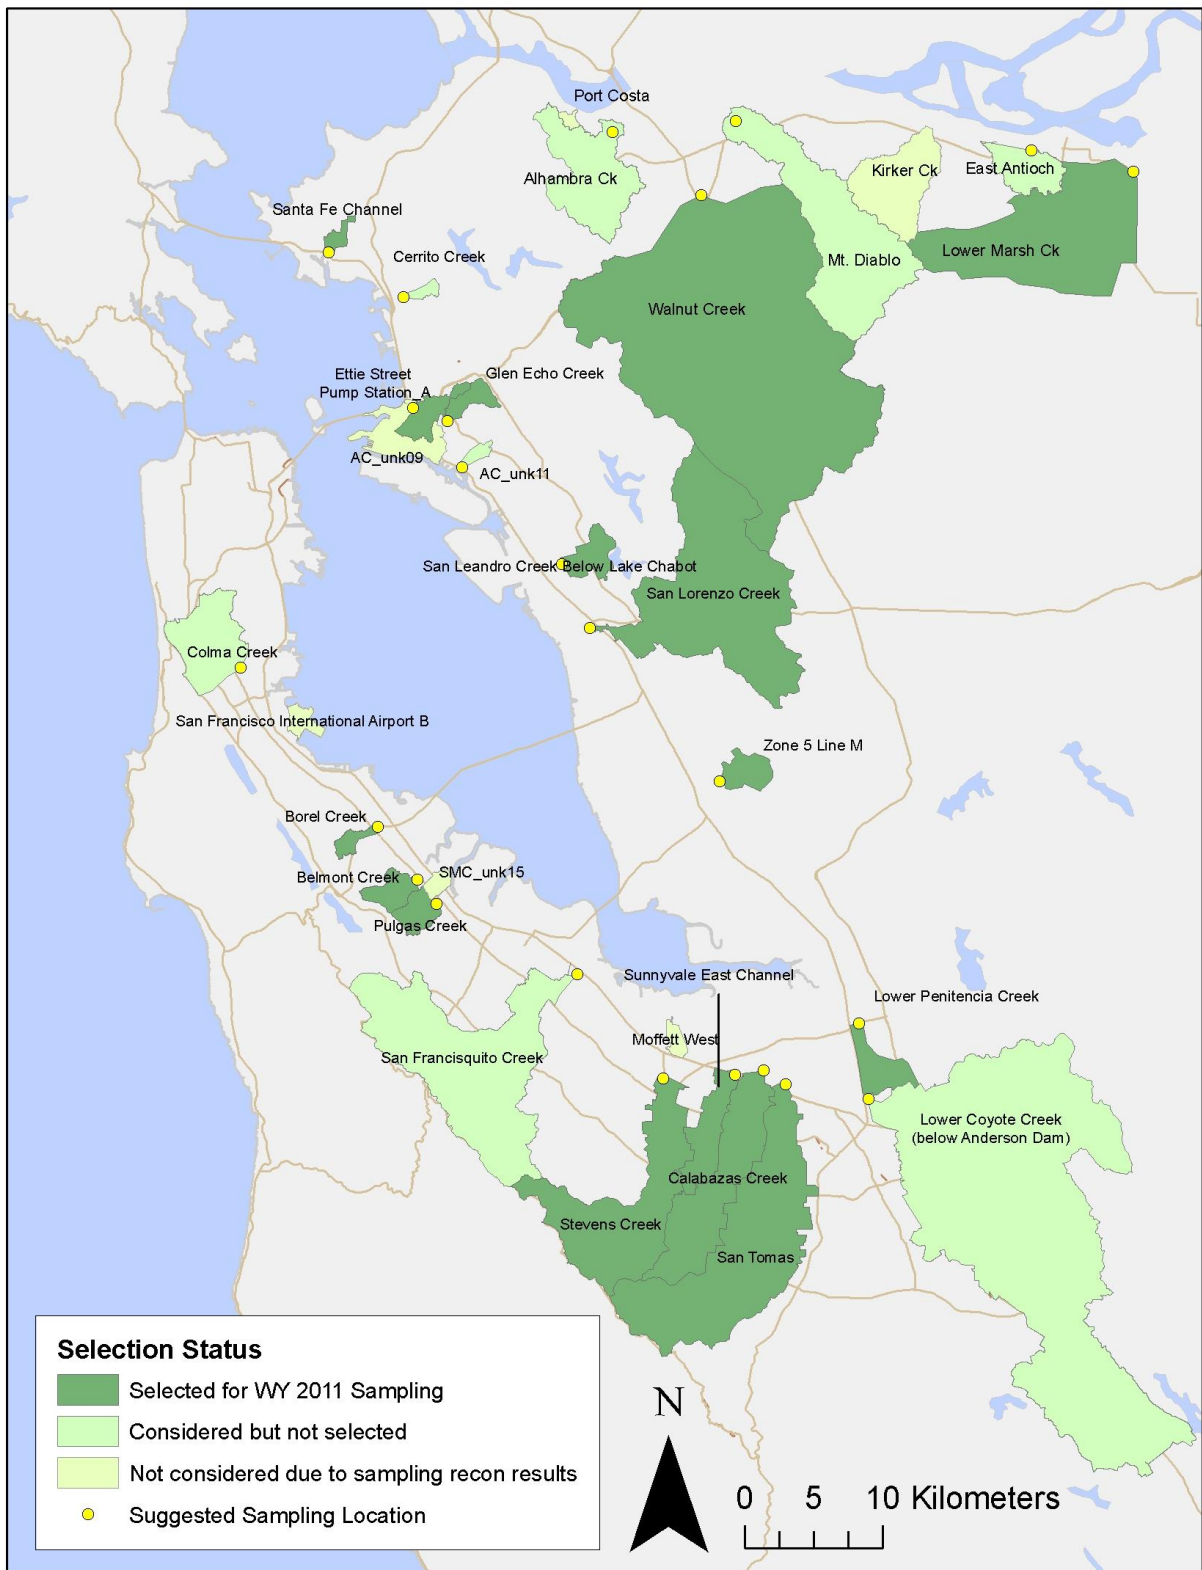 Port Costa
Alhambra Ck
Kirker Ck
East Antioch
Santa Fe Channel
Cerrito Creek
Mt. Diablo
Lower Marsh Ck
Walnut Creek
Ettie Street
Pump Station_A
Glen Echo Creek
AC_unk09
AC_unk11
San Leandro Creek Below Lake Chabot
San Lorenzo Creek
Colma Creek
San Francisco International Airport B
Zone 5 Line M
Borel Creek
Belmont Creek
SMC_unk15
Pulgas Creek
Sunnyvale East Channel
Lower Penitencia Creek
Moffett West
San Francisquito Creek
Lower Coyote Creek
(below Anderson Dam)
Calabazas Creek
Stevens Creek
San Tomas
Selection Status
Selected for WY 2011 Sampling
Considered but not selected
Not considered due to sampling recon results
Suggested Sampling Location
N
0 5 10 Kilometers